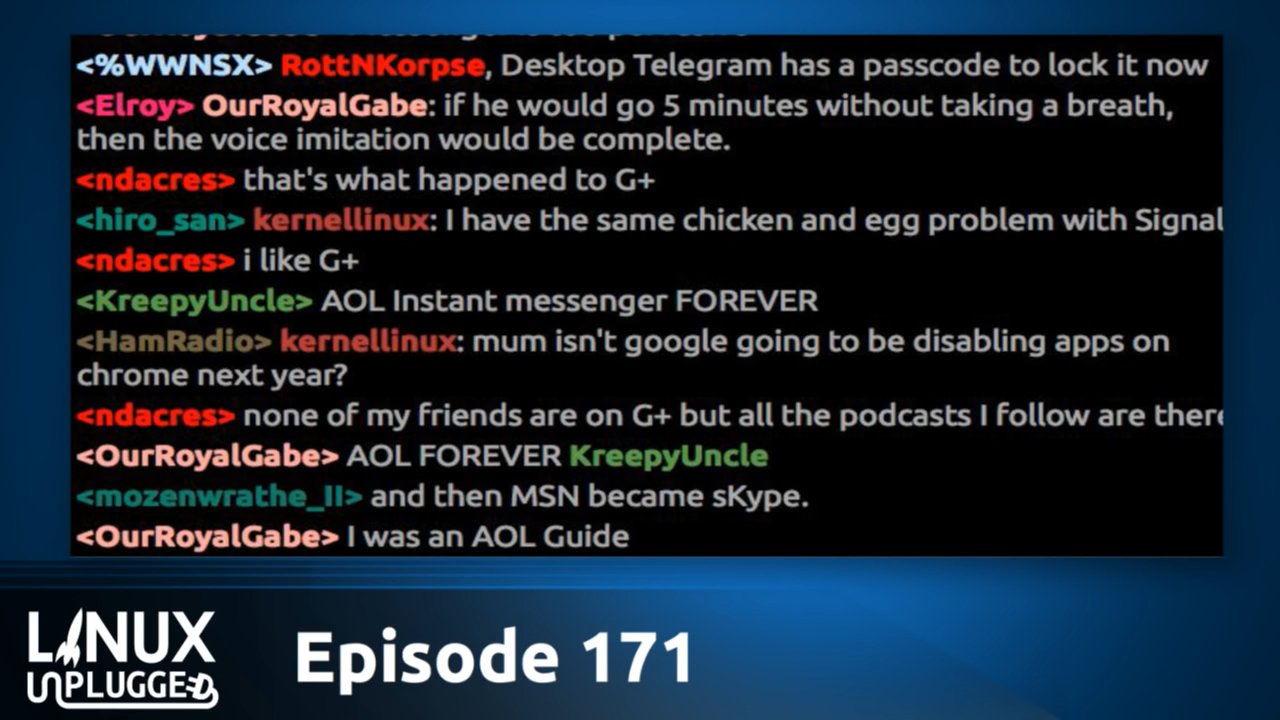 <%WWNSX> RottNKorpse, Desktop Telegram has a passcode to lock it now
<Elroy> OurRoyalGabe: if he would go 5 minutes without taking a breath,
then the voice imitation would be complete.
<ndacres> that's what happened to G+
<hiro_san> kernellinux: I have the same chicken and egg problem with Signal
<ndacres> i like G+
<KreepyUncle> AOL Instant messenger FOREVER
<HamRadio> kernellinux: mum isn't google going to be disabling apps on
chrome next year?
<ndacres> none of my friends are on G+ but all the podcasts I follow are there
<OurRoyalGabe> AOL FOREVER KreepyUncle
<mozenwrathe_II> and then MSN became sKype.
<OurRoyalGabe> I was an AOL Guide
LINUX
UNPLUGGED
Episode 171